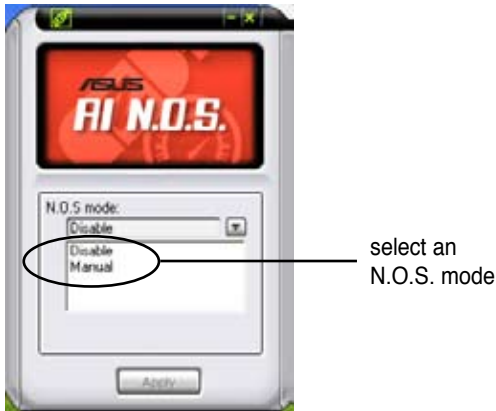 ASUS
AI N.O.S.
N.O.S mode:
Disable
Disable
Manual
select an
N.O.S. mode
Apply